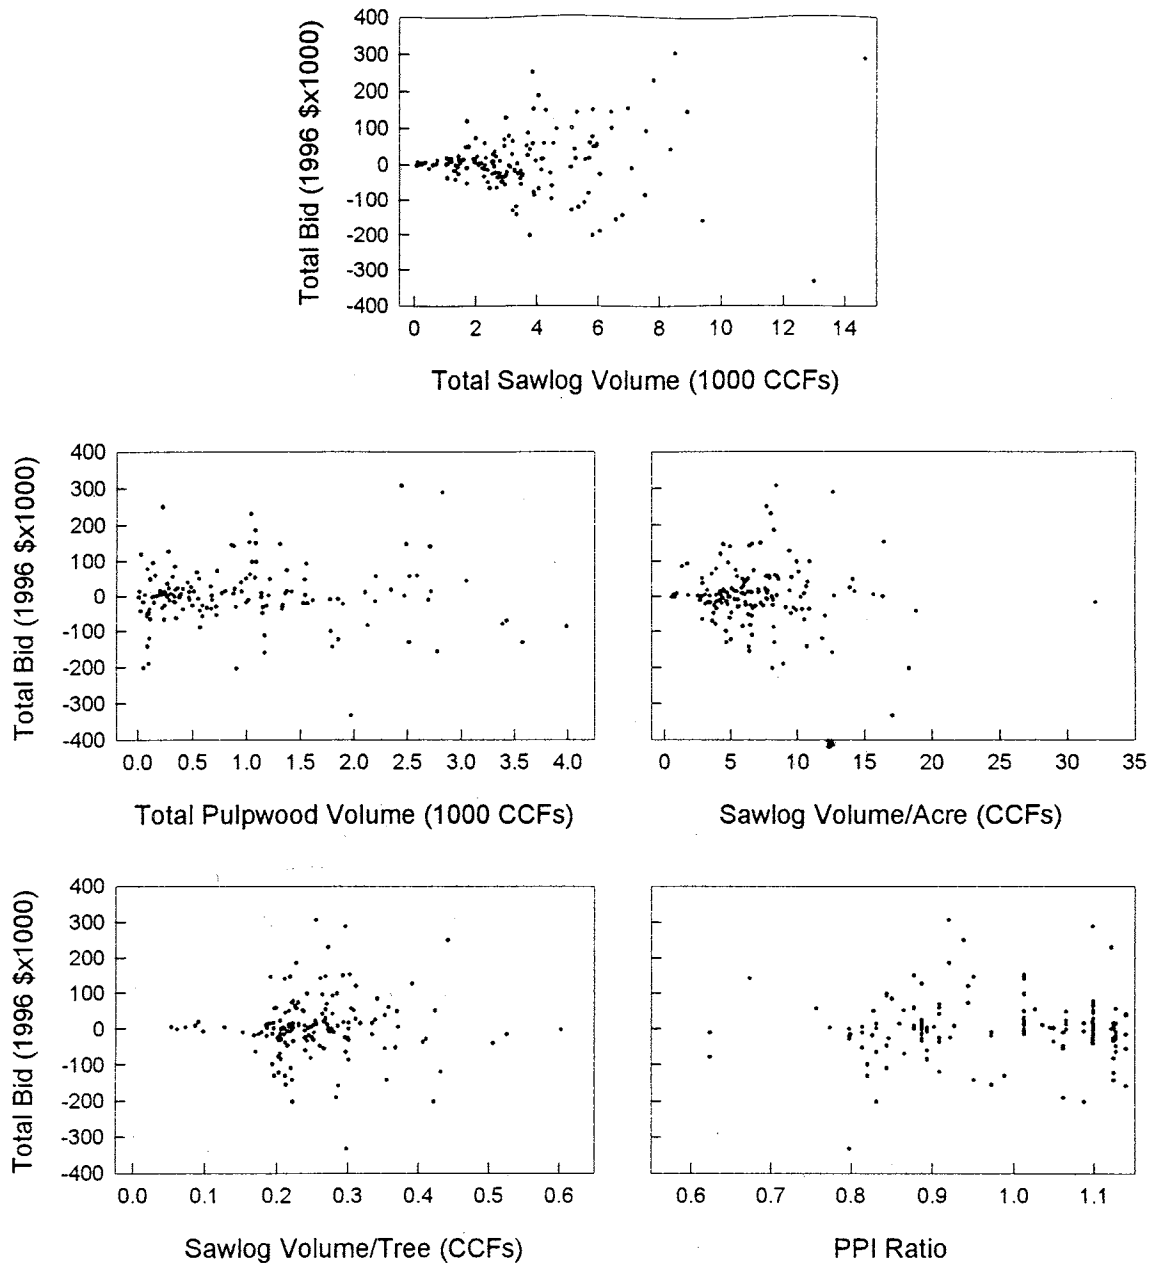 400
300
200
100
0
-100
-200
-300
-400
Total Bid (1996 $x1000)
0 2 4 6 8 10 12 14
Total Sawlog Volume (1000 CCFs)
400
300
200
100
0
-100
-200
-300
-400
Total Bid (1996 $x1000)
0.0 0.5 1.0 1.5 2.0 2.5 3.0 3.5 4.0
Total Pulpwood Volume (1000 CCFs)
0 5 10 15 20 25 30 35
Sawlog Volume/Acre (CCFs)
400
300
200
100
0
-100
-200
-300
-400
Total Bid (1996 $x1000)
0.0 0.1 0.2 0.3 0.4 0.5 0.6
Sawlog Volume/Tree (CCFs)
0.6 0.7 0.8 0.9 1.0 1.1
PPI Ratio